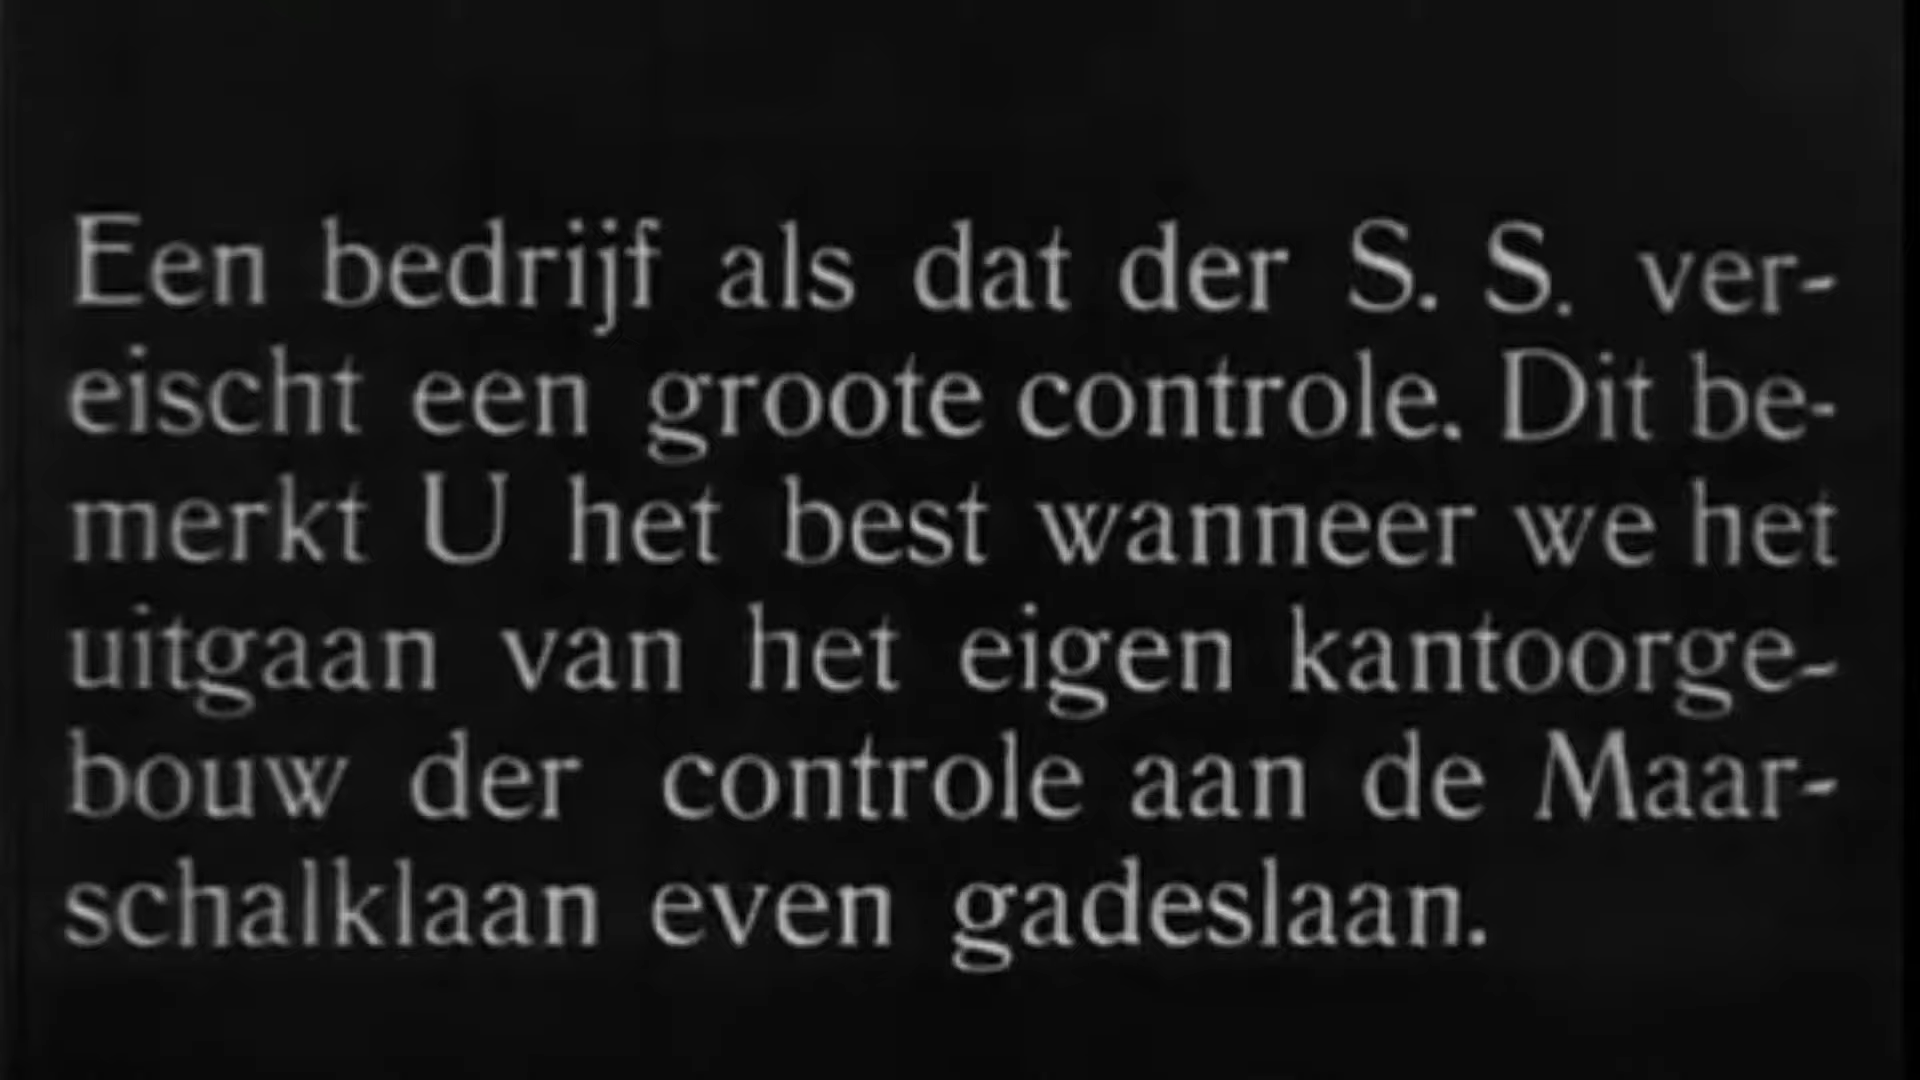 Een bedrijf als dat der S. S. ver-
eischt een groote controle. Dit be-
merkt U het best wanneer we het
uitgaan van het eigen kantoorge-
bouw der controle aan de Maar-
schalklaan even gadeslaan.